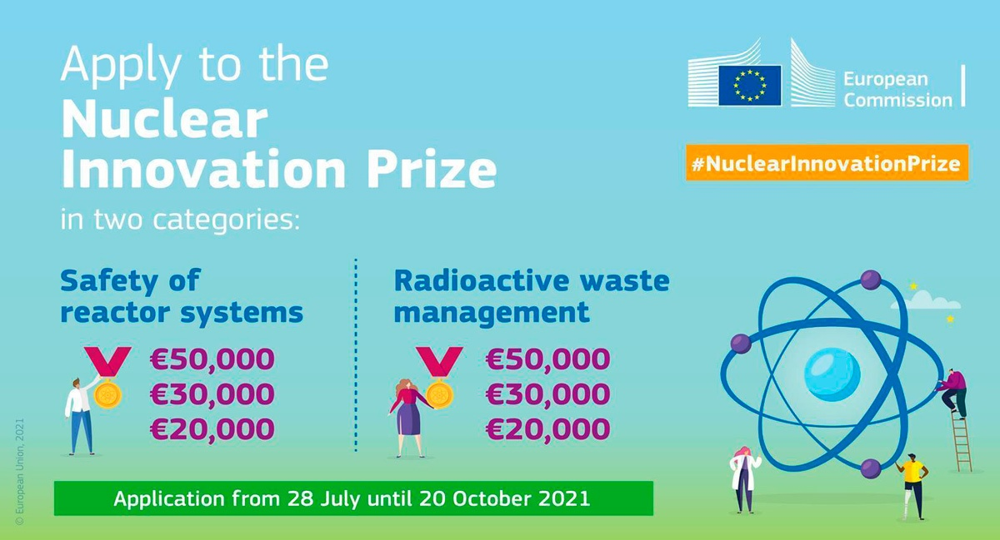 Apply to the
Nuclear
Innovation Prize
in two categories:
European
Commission
#NuclearInnovationPrize
Safety of
reactor systems
€50,000
€30,000
€20,000
Radioactive waste
management
€50,000
€30,000
€20,000
Application from 28 July until 20 October 2021
© European Union, 2021